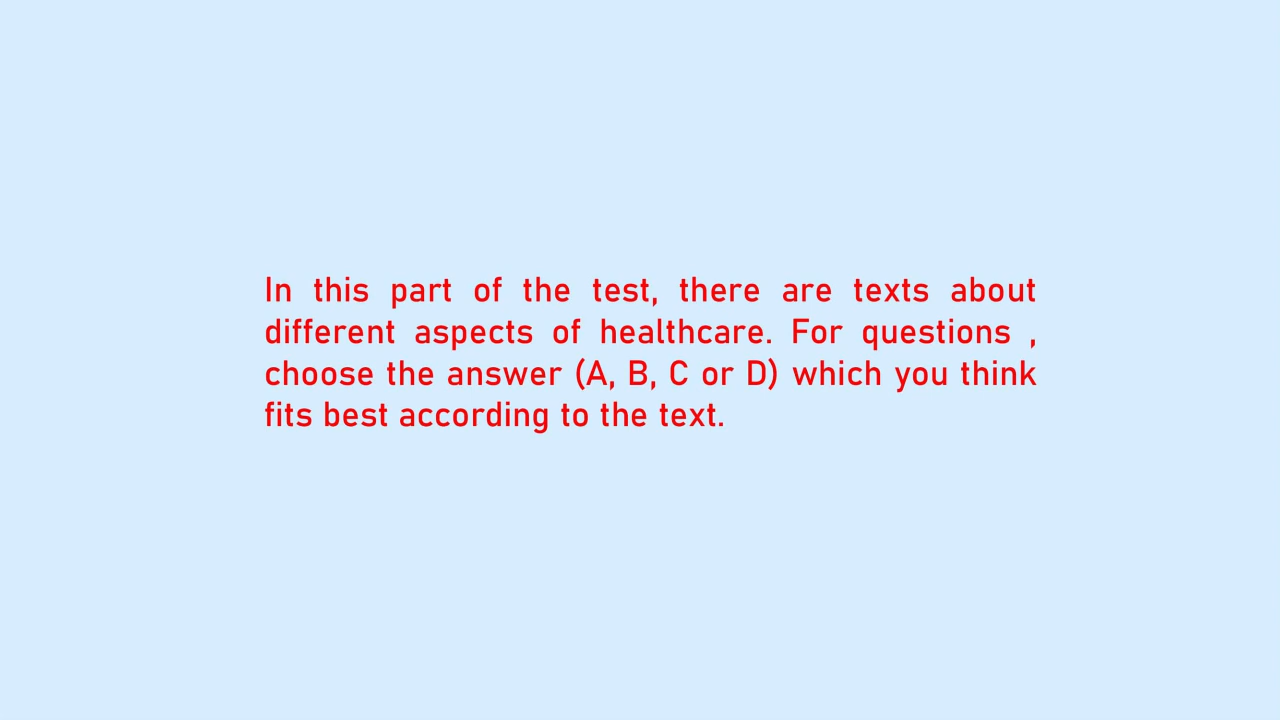 In this part of the test, there are texts about
different aspects of healthcare. For questions ,
choose the answer (A, B, C or D) which you think
fits best according to the text.